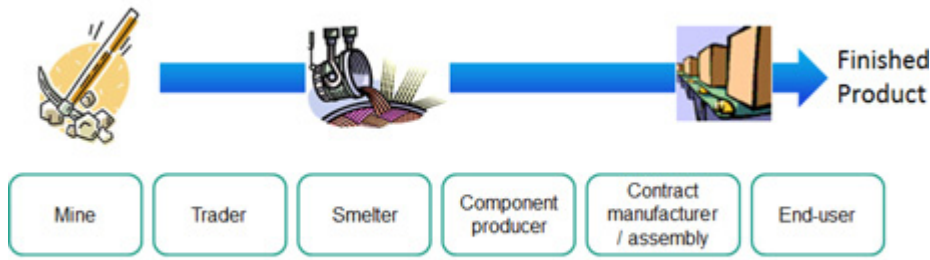 Finished
Product
Mine
Trader
Smelter
Component
producer
Contract
manufacturer
/ assembly
End-user